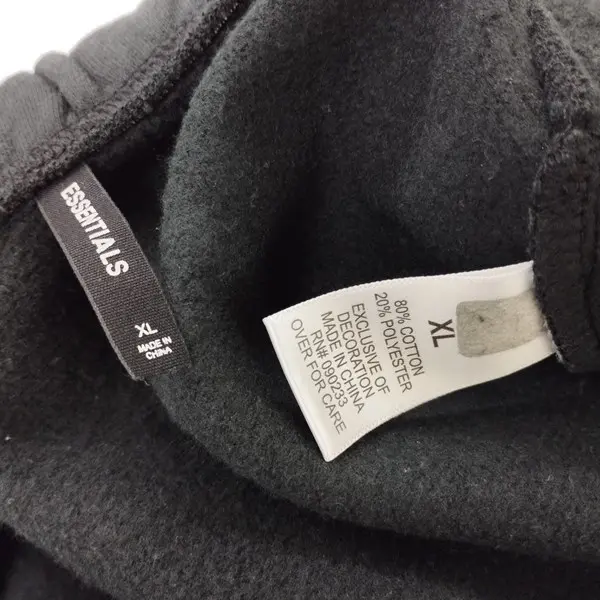 ESSENTIALS
XL
MADE IN
CHINA
XL
80% COTTON
20% POLYESTER
EXCLUSIVE OF
DECORATION
MADE IN CHINA
RN# 090233
OVER FOR CARE